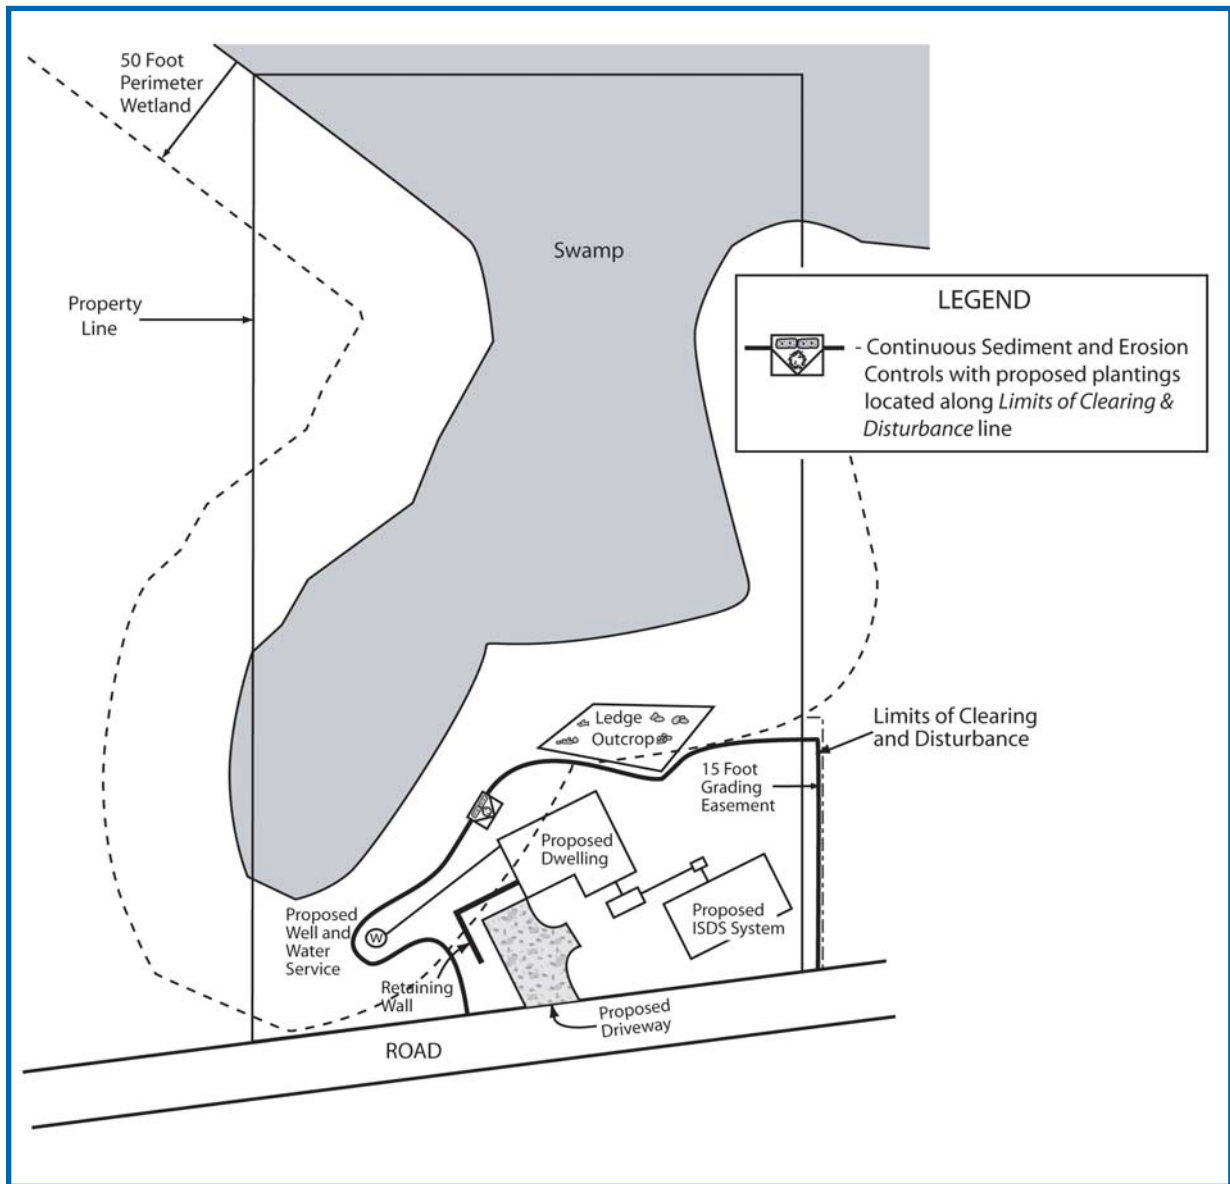 50 Foot
Perimeter
Wetland
Swamp
Property
Line
LEGEND
- Continuous Sediment and Erosion
Controls with proposed plantings
located along Limits of Clearing &
Disturbance line
Ledge
Outcrop
Limits of Clearing
and Disturbance
15 Foot
Grading
Easement
Proposed
Dwelling
Proposed
ISDS System
Proposed
Well and
Water
Service
W
Retaining
Wall
Proposed
Driveway
ROAD